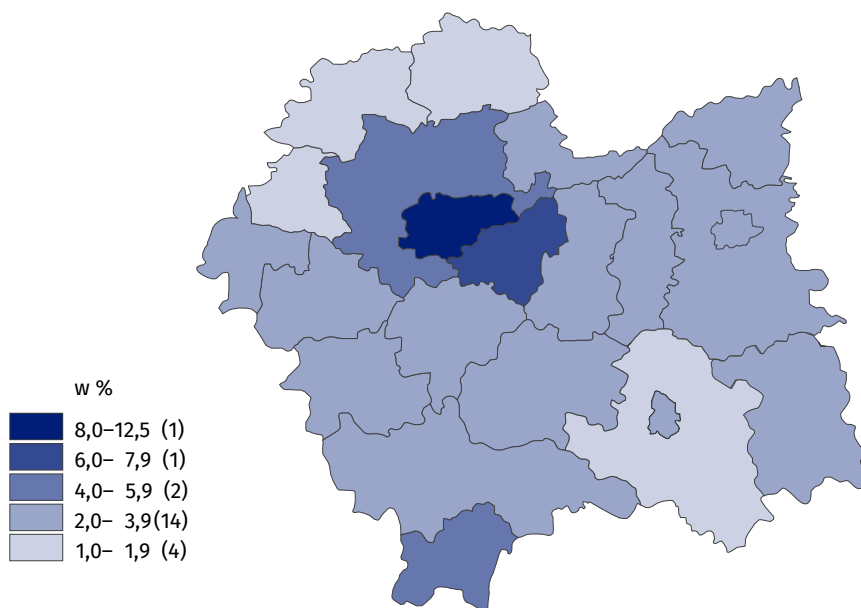 w %
8,0–12,5 (1)
6,0– 7,9 (1)
4,0– 5,9 (2)
2,0– 3,9(14)
1,0– 1,9 (4)